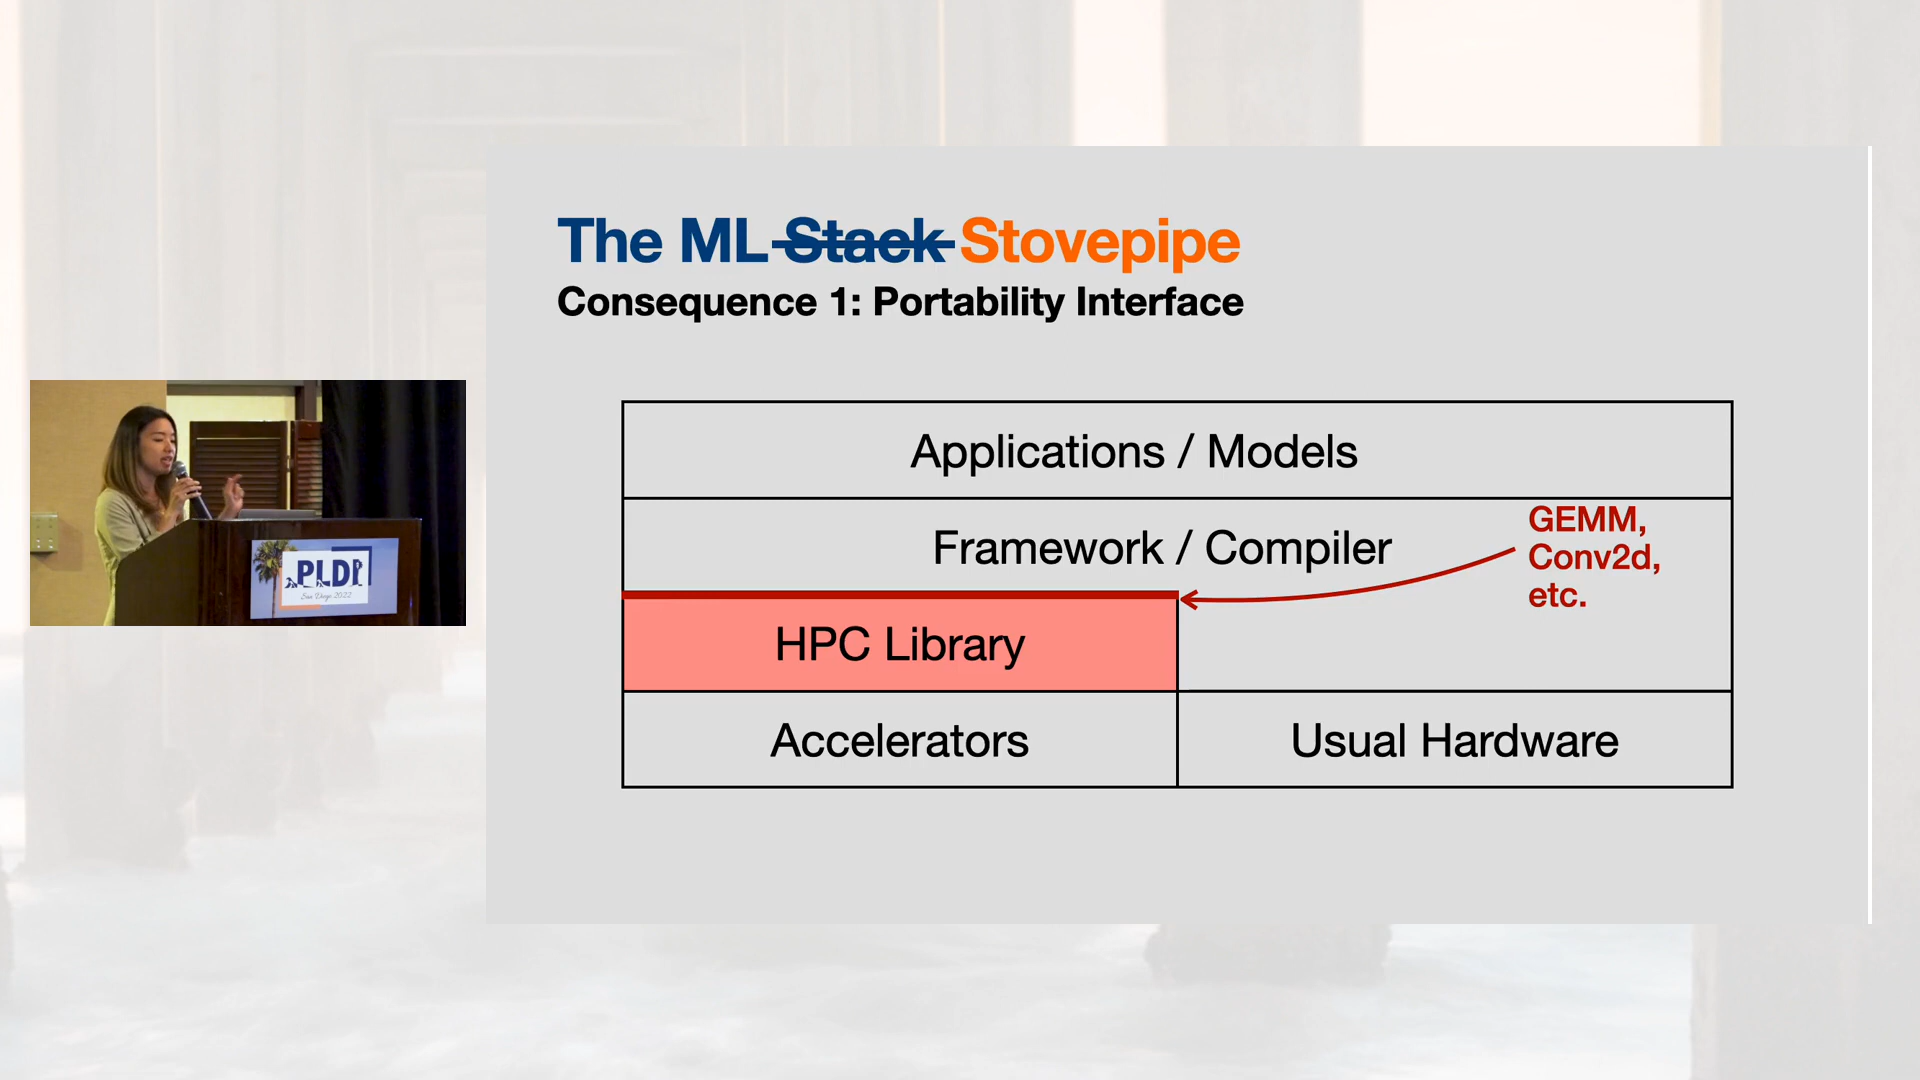 The ML Stack Stovepipe
Consequence 1: Portability Interface
Applications / Models
Framework / Compiler
GEMM,
Conv2d,
etc.
HPC Library
Accelerators
Usual Hardware
PLDI
San Diego 2022